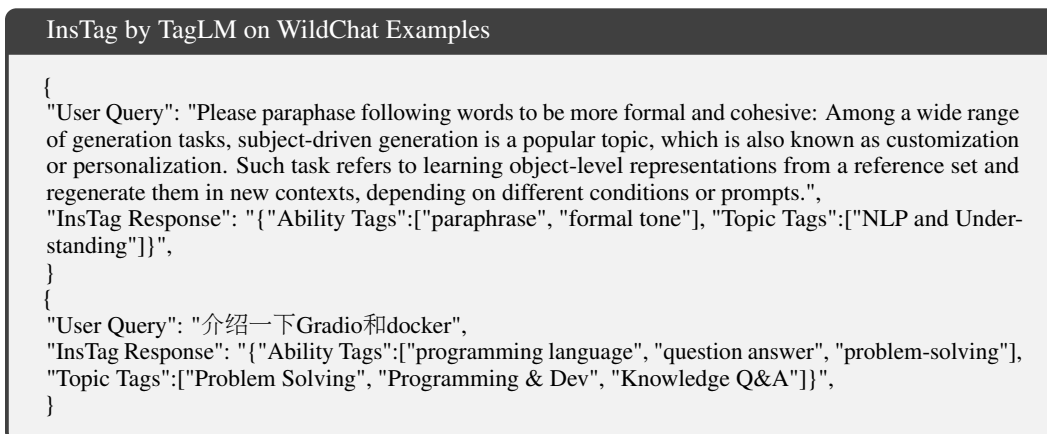 InsTag by TagLM on WildChat Examples
{
"User Query": "Please paraphase following words to be more formal and cohesive: Among a wide range
of generation tasks, subject-driven generation is a popular topic, which is also known as customization
or personalization. Such task refers to learning object-level representations from a reference set and
regenerate them in new contexts, depending on different conditions or prompts.",
"InsTag Response": "{"Ability Tags":["paraphrase", "formal tone"], "Topic Tags":["NLP and Under-
standing"]}",
}
{
"User Query": "介绍一下Gradio和docker",
"InsTag Response": "{"Ability Tags":["programming language", "question answer", "problem-solving"],
"Topic Tags":["Problem Solving", "Programming & Dev", "Knowledge Q&A"]}",
}